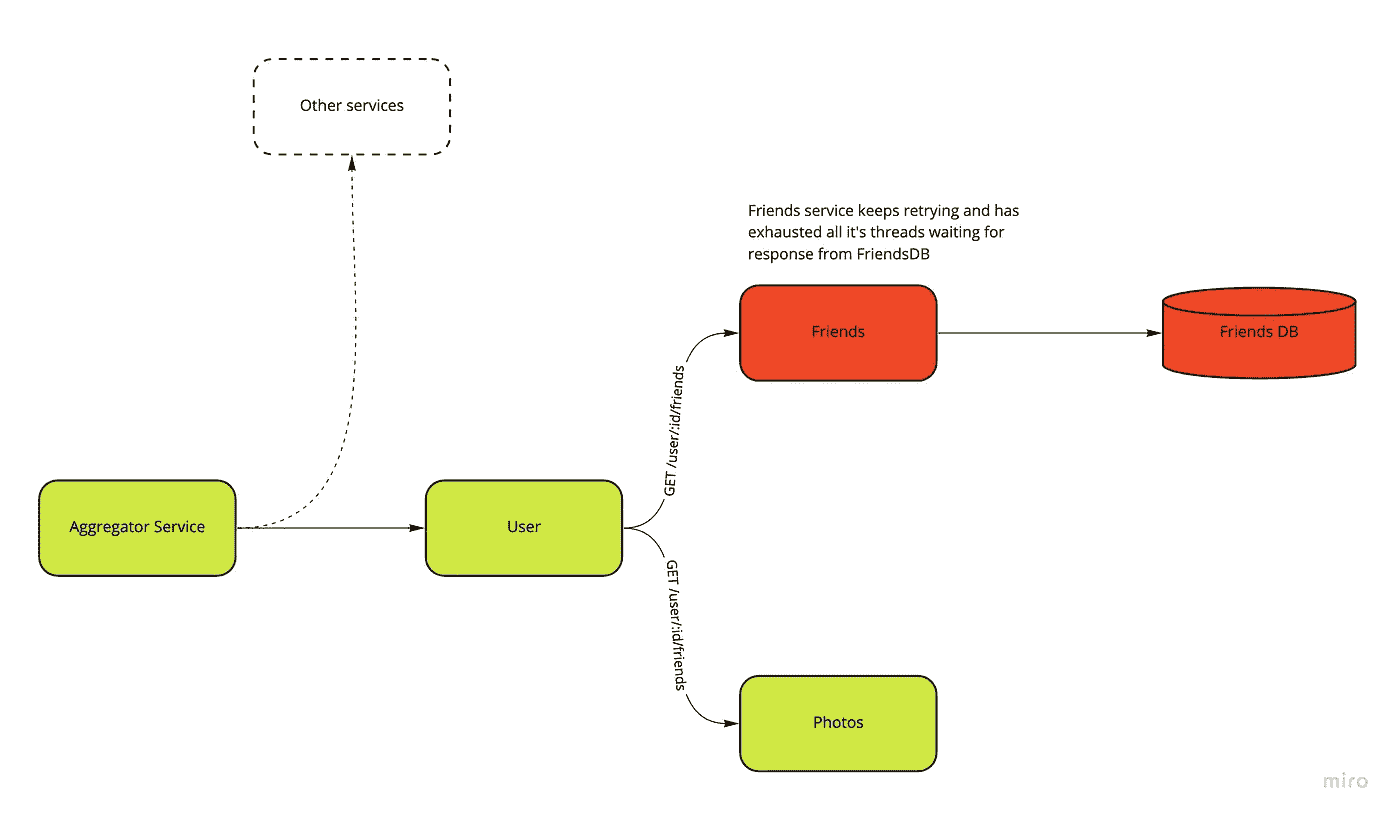 Other services
Friends service keeps retrying and has
exhausted all it's threads waiting for
response from FriendsDB
Friends
Friends DB
GET /user/:id/friends
Aggregator Service
User
GET /user/:id/friends
Photos
miro